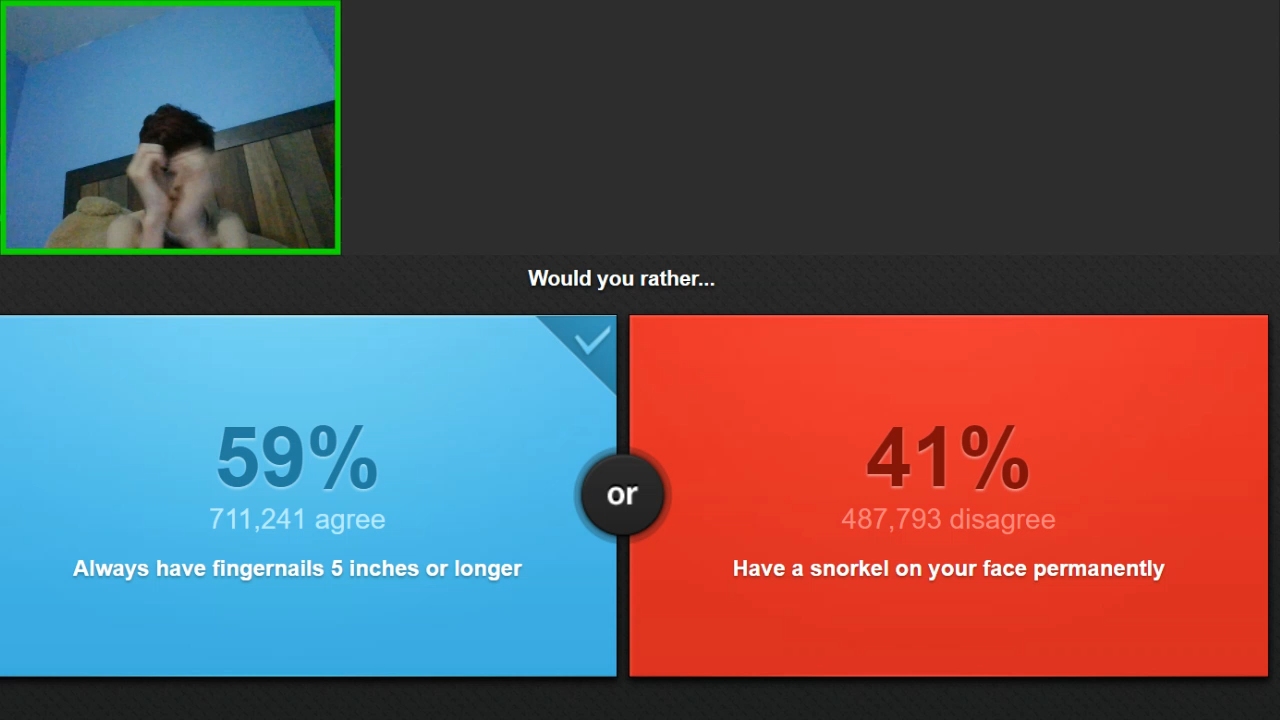 Would you rather...
59%
711,241 agree
Always have fingernails 5 inches or longer
or
41%
487,793 disagree
Have a snorkel on your face permanently